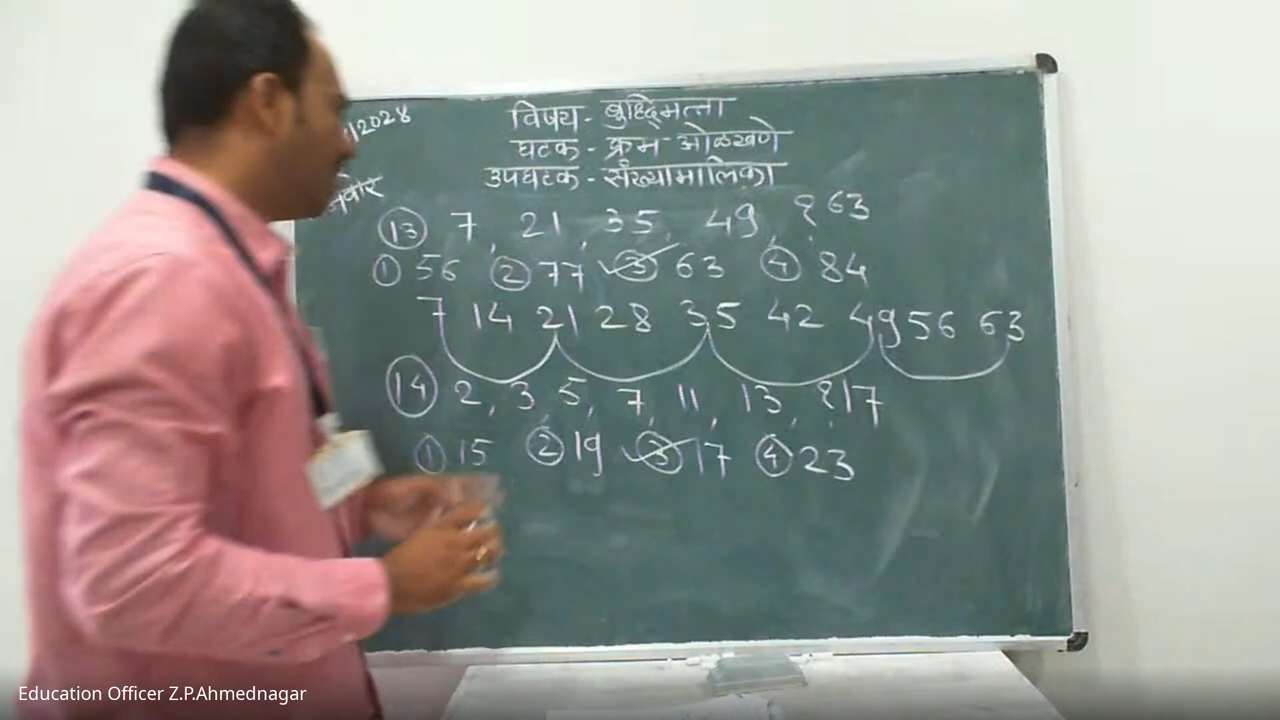 2028
विषय - बुध्दिमत्ता
घटक - क्रम ओळखणे
उपघटक - संख्यामालिका
13 7, 21, 35, 49, ? 63
1 56 2 77 3 63 4 84
7 14 21 28 35 42 49 56 63
14 2, 3, 5, 7, 11, 13, ? 17
1 15 2 19 3 17 4 23
Education Officer Z.P.Ahmednagar